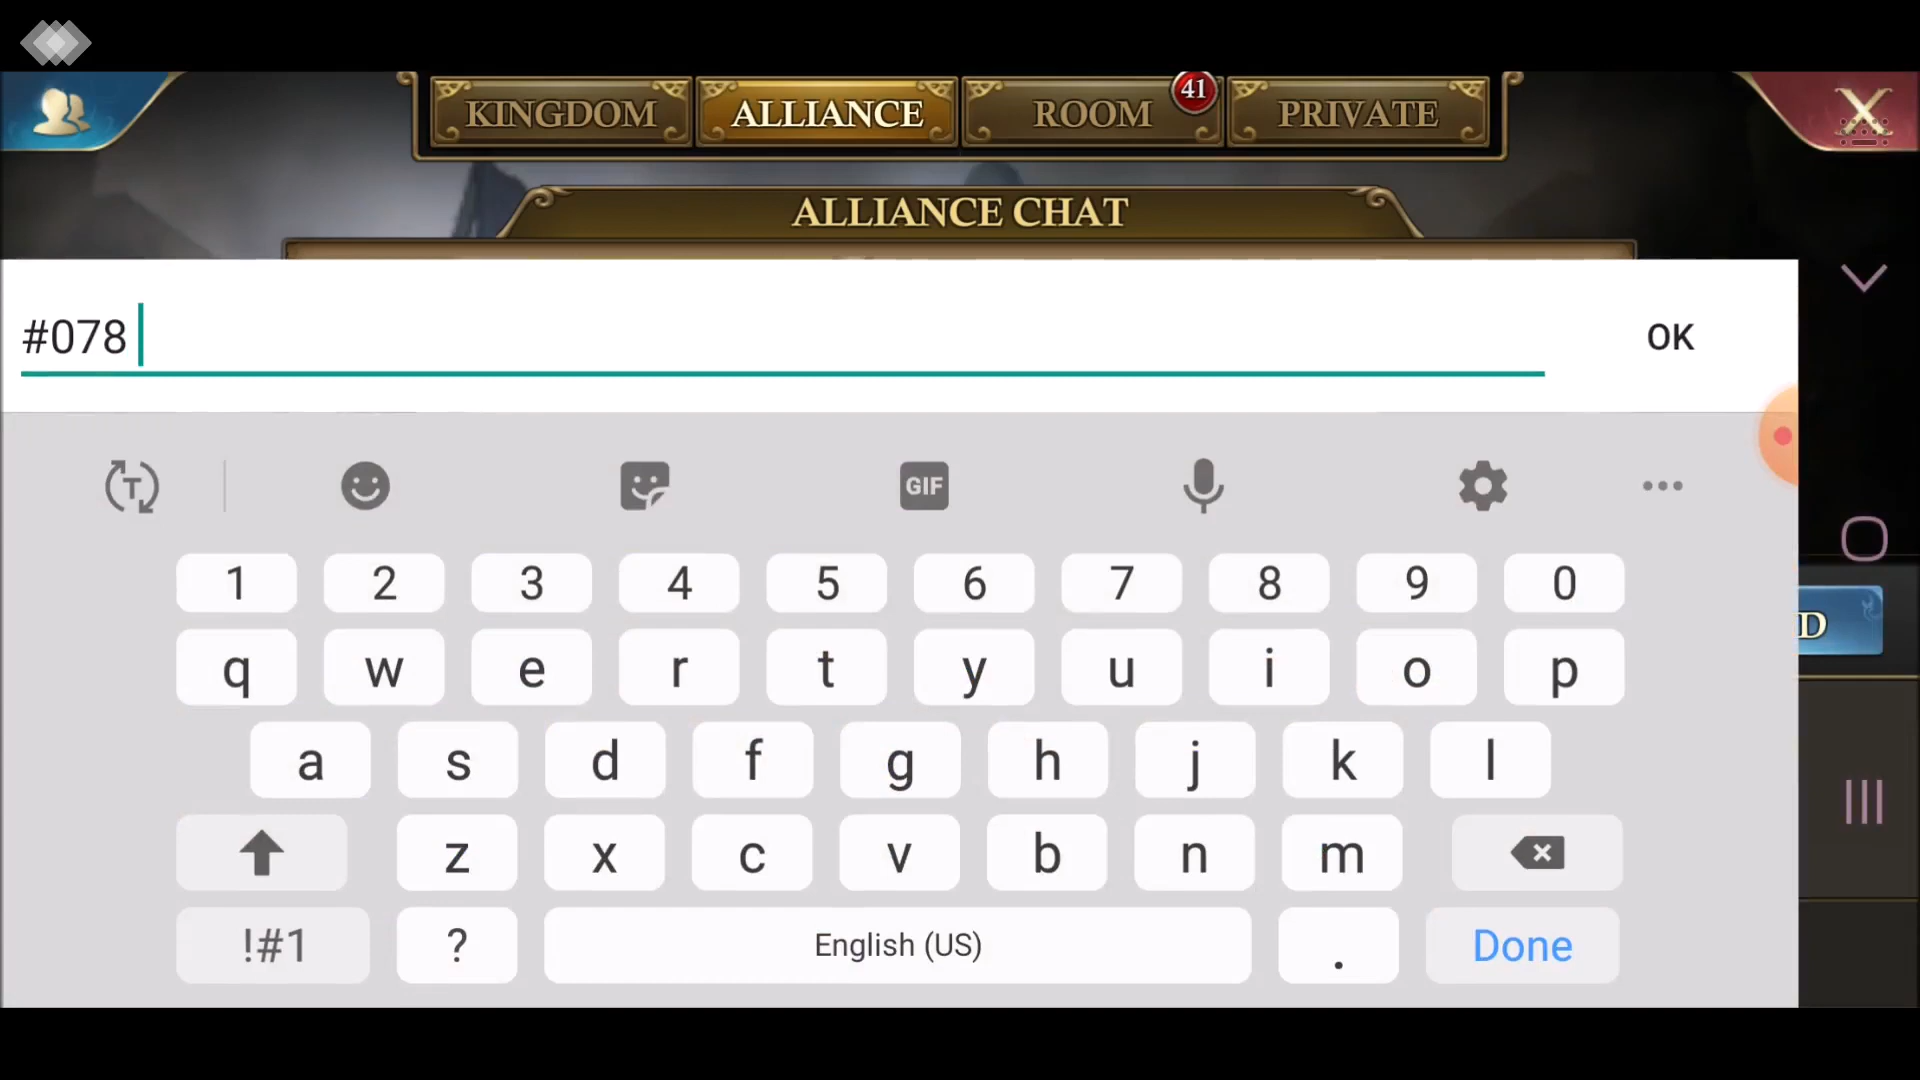 KINGDOM ALLIANCE ROOM 41 PRIVATE
ALLIANCE CHAT
#078 OK
T GIF
1 2 3 4 5 6 7 8 9 0
D
q w e r t y u i o p
a s d f g h j k l
z x c v b n m
!#1 ? English (US) . Done